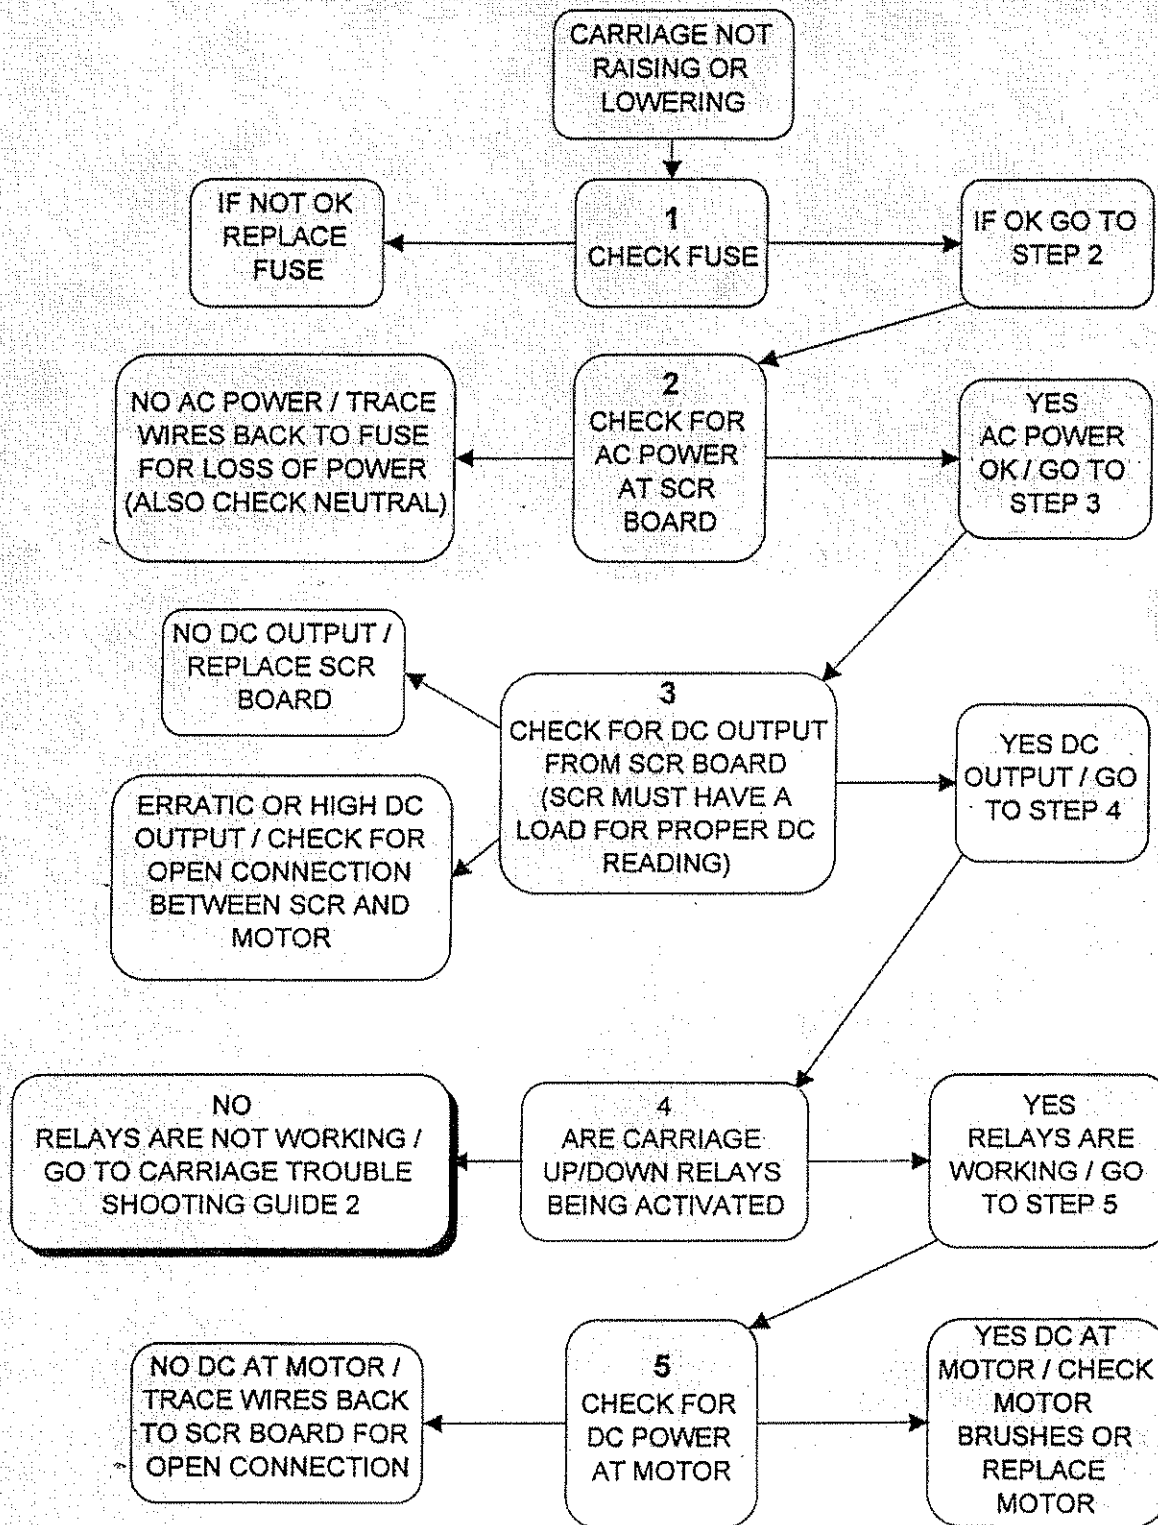 CARRIAGE NOT
RAISING OR
LOWERING
IF NOT OK
REPLACE
FUSE
1
CHECK FUSE
IF OK GO TO
STEP 2
NO AC POWER / TRACE
WIRES BACK TO FUSE
FOR LOSS OF POWER
(ALSO CHECK NEUTRAL)
2
CHECK FOR
AC POWER
AT SCR
BOARD
YES
AC POWER
OK / GO TO
STEP 3
NO DC OUTPUT /
REPLACE SCR
BOARD
ERRATIC OR HIGH DC
OUTPUT / CHECK FOR
OPEN CONNECTION
BETWEEN SCR AND
MOTOR
3
CHECK FOR DC OUTPUT
FROM SCR BOARD
(SCR MUST HAVE A
LOAD FOR PROPER DC
READING)
YES DC
OUTPUT / GO
TO STEP 4
NO
RELAYS ARE NOT WORKING /
GO TO CARRIAGE TROUBLE
SHOOTING GUIDE 2
4
ARE CARRIAGE
UP/DOWN RELAYS
BEING ACTIVATED
YES
RELAYS ARE
WORKING / GO
TO STEP 5
NO DC AT MOTOR /
TRACE WIRES BACK
TO SCR BOARD FOR
OPEN CONNECTION
5
CHECK FOR
DC POWER
AT MOTOR
YES DC AT
MOTOR / CHECK
MOTOR
BRUSHES OR
REPLACE
MOTOR